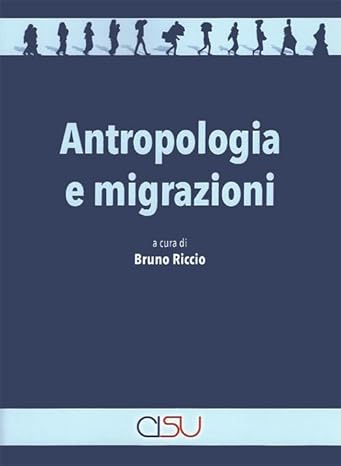 Antropologia
e migrazioni
a cura di
Bruno Riccio
CISU